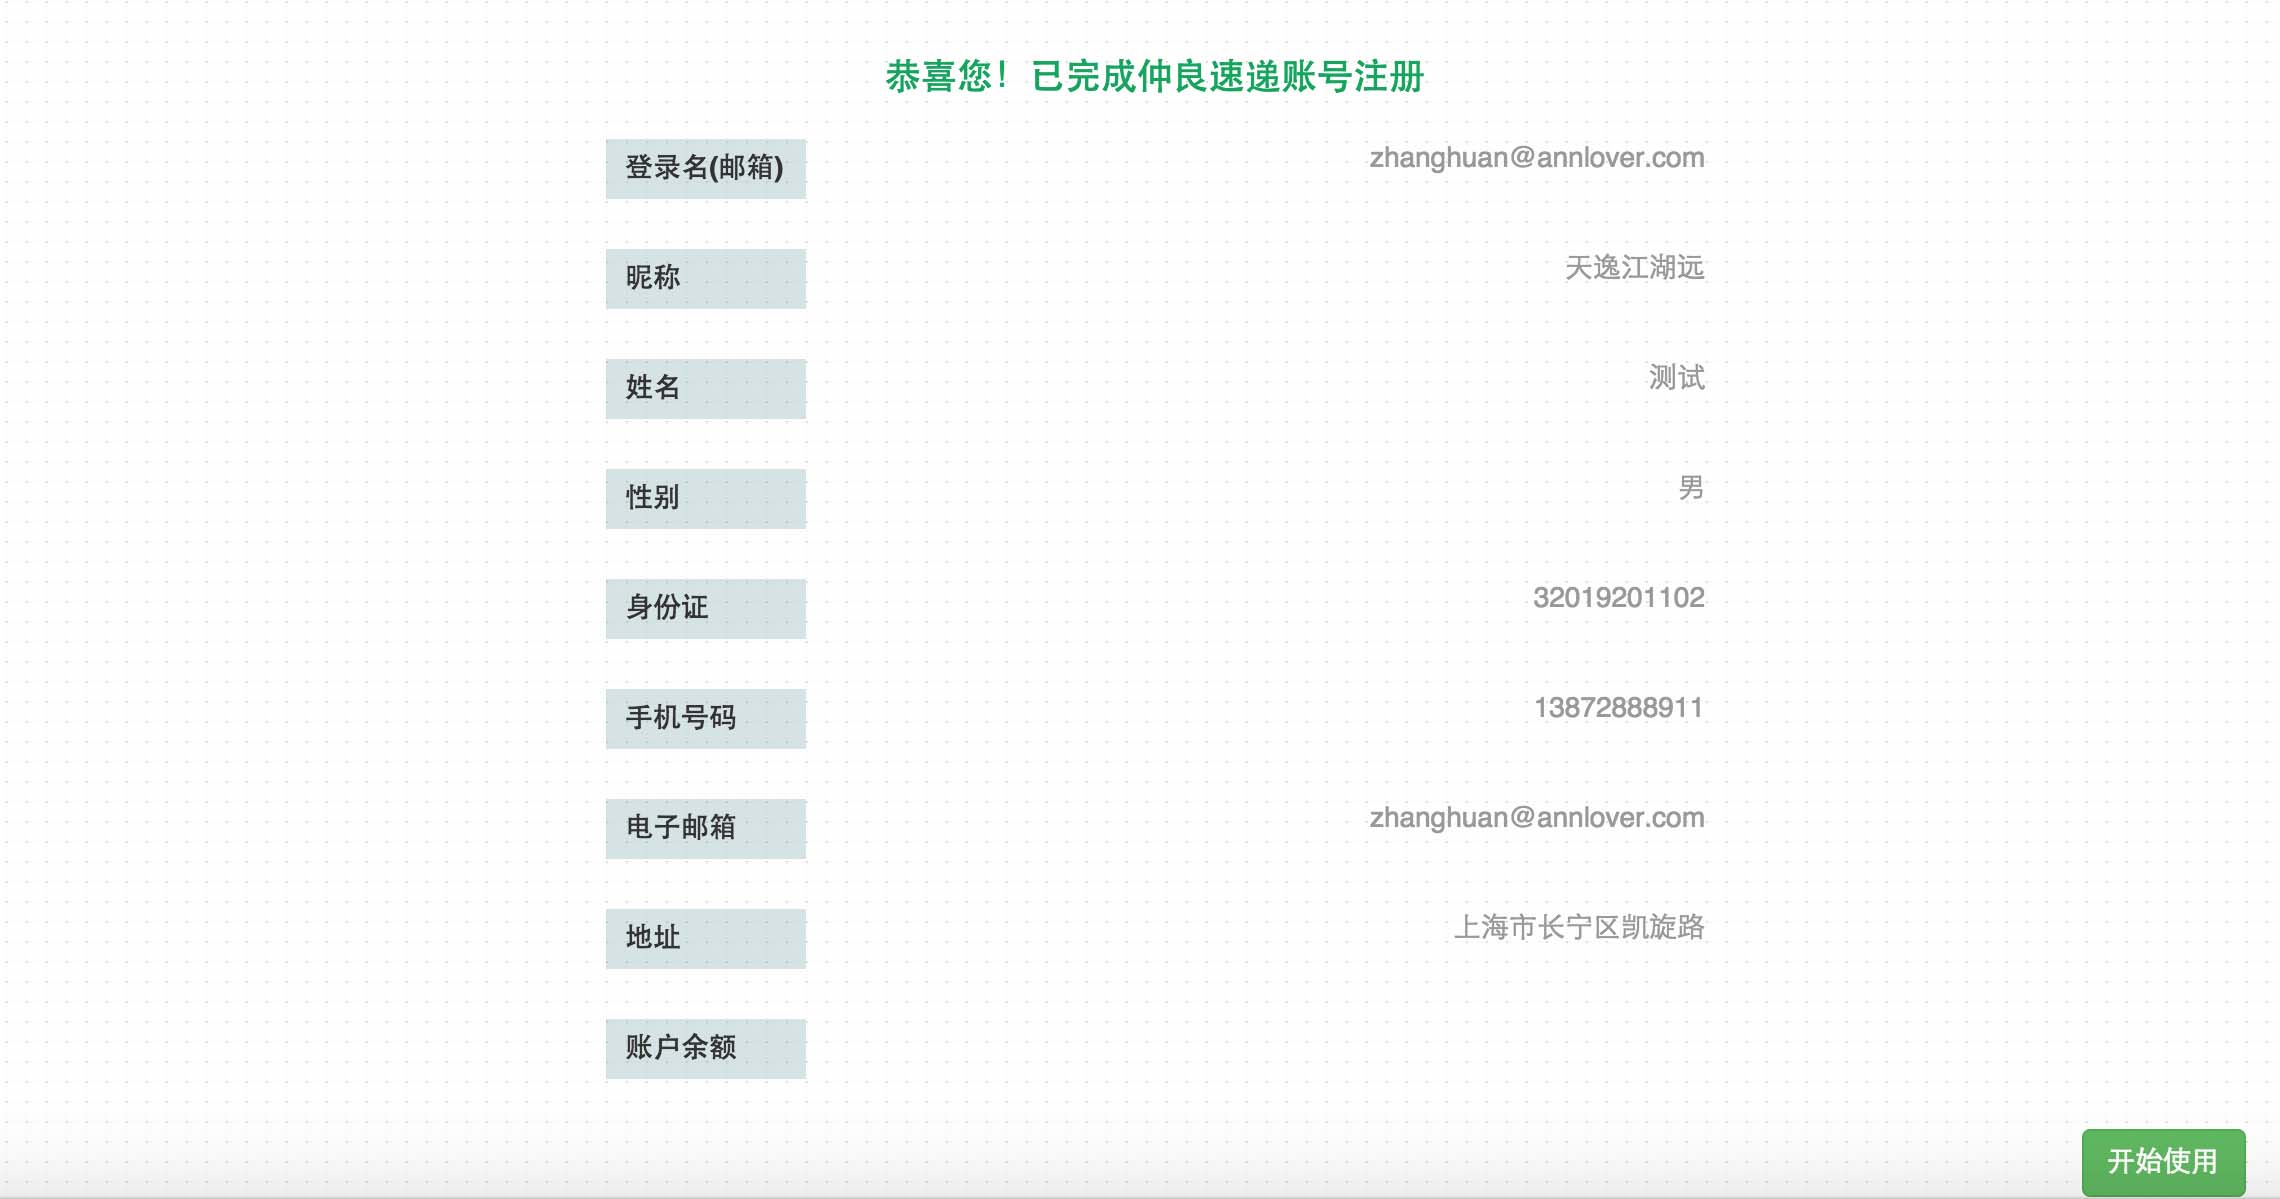 恭喜您！已完成仲良速递账号注册
登录名(邮箱) zhanghuan@annlover.com
昵称 天逸江湖远
姓名 测试
性别 男
身份证 32019201102
手机号码 13872888911
电子邮箱 zhanghuan@annlover.com
地址 上海市长宁区凯旋路
账户余额
开始使用